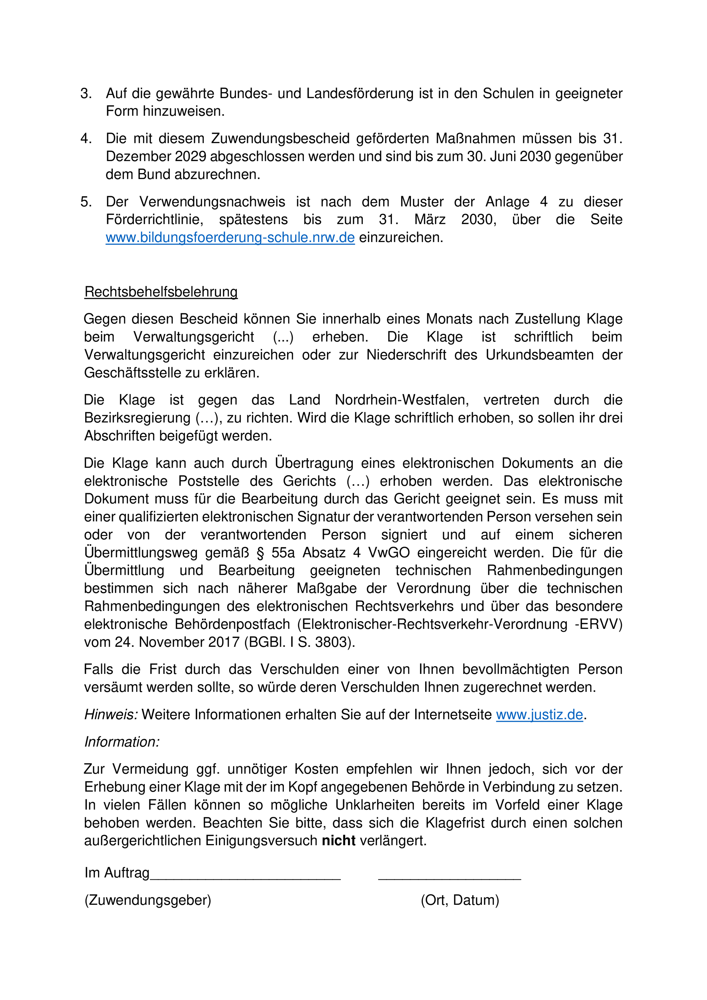 3. Auf die gewährte Bundes- und Landesförderung ist in den Schulen in geeigneter
Form hinzuweisen.
4. Die mit diesem Zuwendungsbescheid geförderten Maßnahmen müssen bis 31.
Dezember 2029 abgeschlossen werden und sind bis zum 30. Juni 2030 gegenüber
dem Bund abzurechnen.
5. Der Verwendungsnachweis ist nach dem Muster der Anlage 4 zu dieser
Förderrichtlinie, spätestens bis zum 31. März 2030, über die Seite
www.bildungsfoerderung-schule.nrw.de einzureichen.
Rechtsbehelfsbelehrung
Gegen diesen Bescheid können Sie innerhalb eines Monats nach Zustellung Klage
beim Verwaltungsgericht (...) erheben. Die Klage ist schriftlich beim
Verwaltungsgericht einzureichen oder zur Niederschrift des Urkundsbeamten der
Geschäftsstelle zu erklären.
Die Klage ist gegen das Land Nordrhein-Westfalen, vertreten durch die
Bezirksregierung (…), zu richten. Wird die Klage schriftlich erhoben, so sollen ihr drei
Abschriften beigefügt werden.
Die Klage kann auch durch Übertragung eines elektronischen Dokuments an die
elektronische Poststelle des Gerichts (…) erhoben werden. Das elektronische
Dokument muss für die Bearbeitung durch das Gericht geeignet sein. Es muss mit
einer qualifizierten elektronischen Signatur der verantwortenden Person versehen sein
oder von der verantwortenden Person signiert und auf einem sicheren
Übermittlungsweg gemäß § 55a Absatz 4 VwGO eingereicht werden. Die für die
Übermittlung und Bearbeitung geeigneten technischen Rahmenbedingungen
bestimmen sich nach näherer Maßgabe der Verordnung über die technischen
Rahmenbedingungen des elektronischen Rechtsverkehrs und über das besondere
elektronische Behördenpostfach (Elektronischer-Rechtsverkehr-Verordnung -ERVV)
vom 24. November 2017 (BGBl. I S. 3803).
Falls die Frist durch das Verschulden einer von Ihnen bevollmächtigten Person
versäumt werden sollte, so würde deren Verschulden Ihnen zugerechnet werden.
Hinweis: Weitere Informationen erhalten Sie auf der Internetseite www.justiz.de.
Information:
Zur Vermeidung ggf. unnötiger Kosten empfehlen wir Ihnen jedoch, sich vor der
Erhebung einer Klage mit der im Kopf angegebenen Behörde in Verbindung zu setzen.
In vielen Fällen können so mögliche Unklarheiten bereits im Vorfeld einer Klage
behoben werden. Beachten Sie bitte, dass sich die Klagefrist durch einen solchen
außergerichtlichen Einigungsversuch nicht verlängert.
Im Auftrag________________________ __________________
(Zuwendungsgeber) (Ort, Datum)